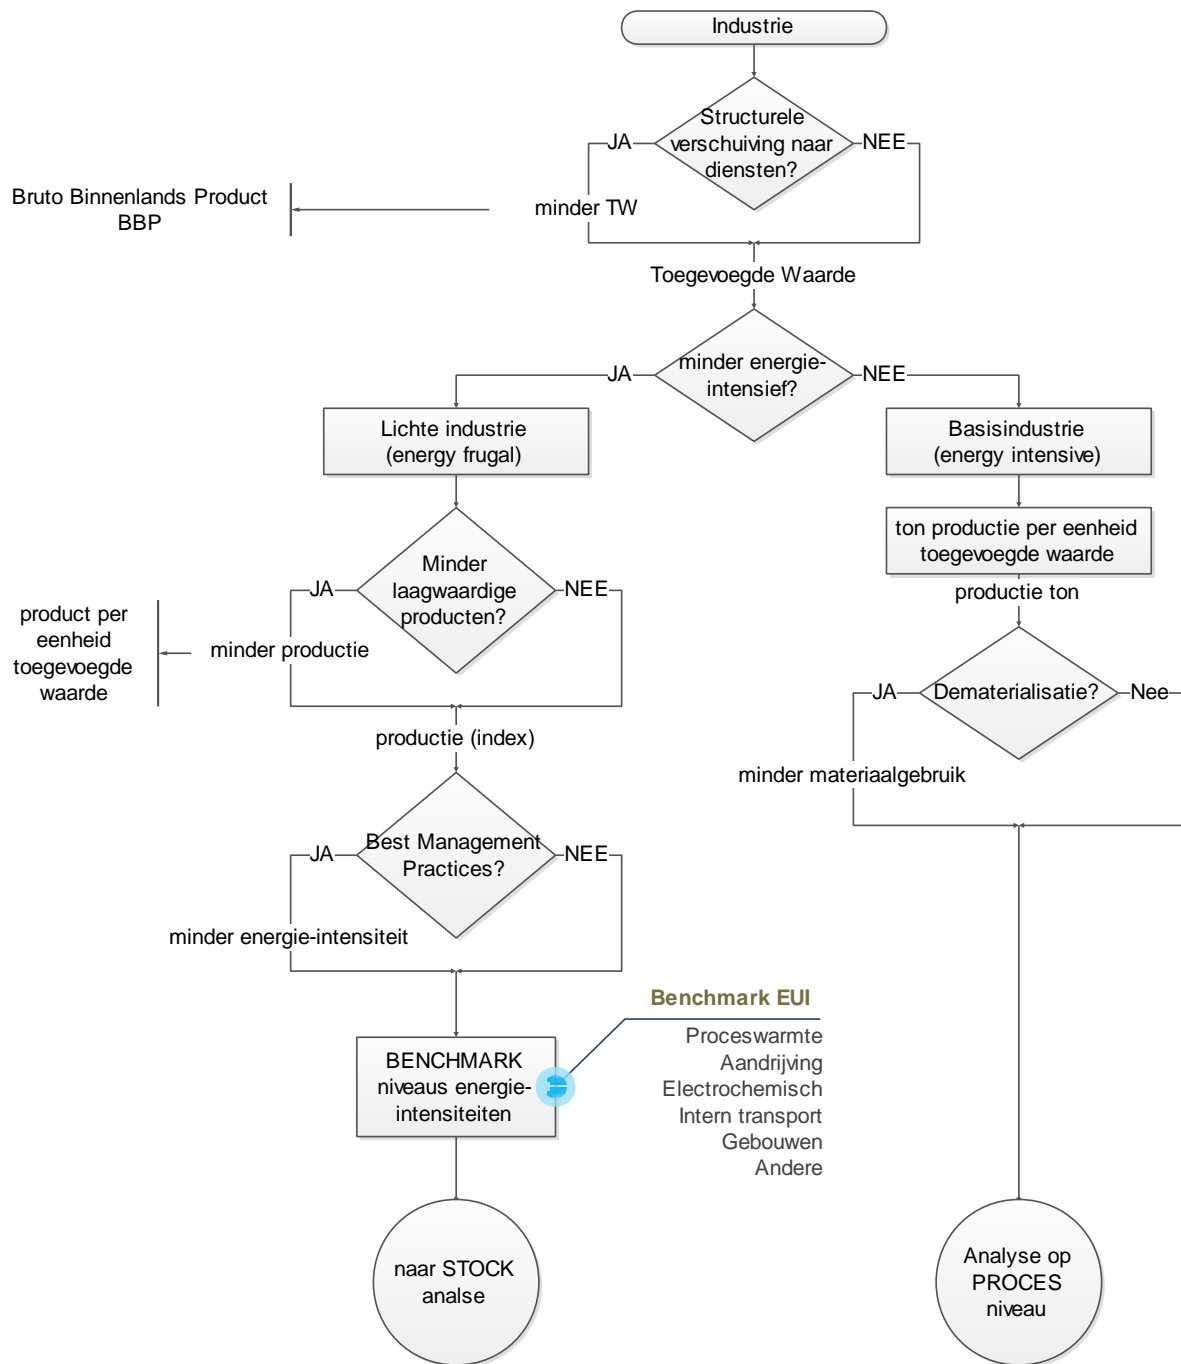 Industrie
Structurele
verschuiving naar
diensten?
JA
NEE
minder TW
Bruto Binnenlands Product
BBP
Toegevoegde Waarde
minder energie-
intensief?
JA
NEE
Lichte industrie
(energy frugal)
Basisindustrie
(energy intensive)
ton productie per eenheid
toegevoegde waarde
productie ton
Minder
laagwaardige
producten?
JA
NEE
minder productie
product per
eenheid
toegevoegde
waarde
Dematerialisatie?
JA
Nee
minder materiaalgebruik
productie (index)
Best Management
Practices?
JA
NEE
minder energie-intensiteit
BENCHMARK
niveaus energie-
intensiteiten
Benchmark EUI
Proceswarmte
Aandrijving
Electrochemisch
Intern transport
Gebouwen
Andere
naar STOCK
analse
Analyse op
PROCES
niveau